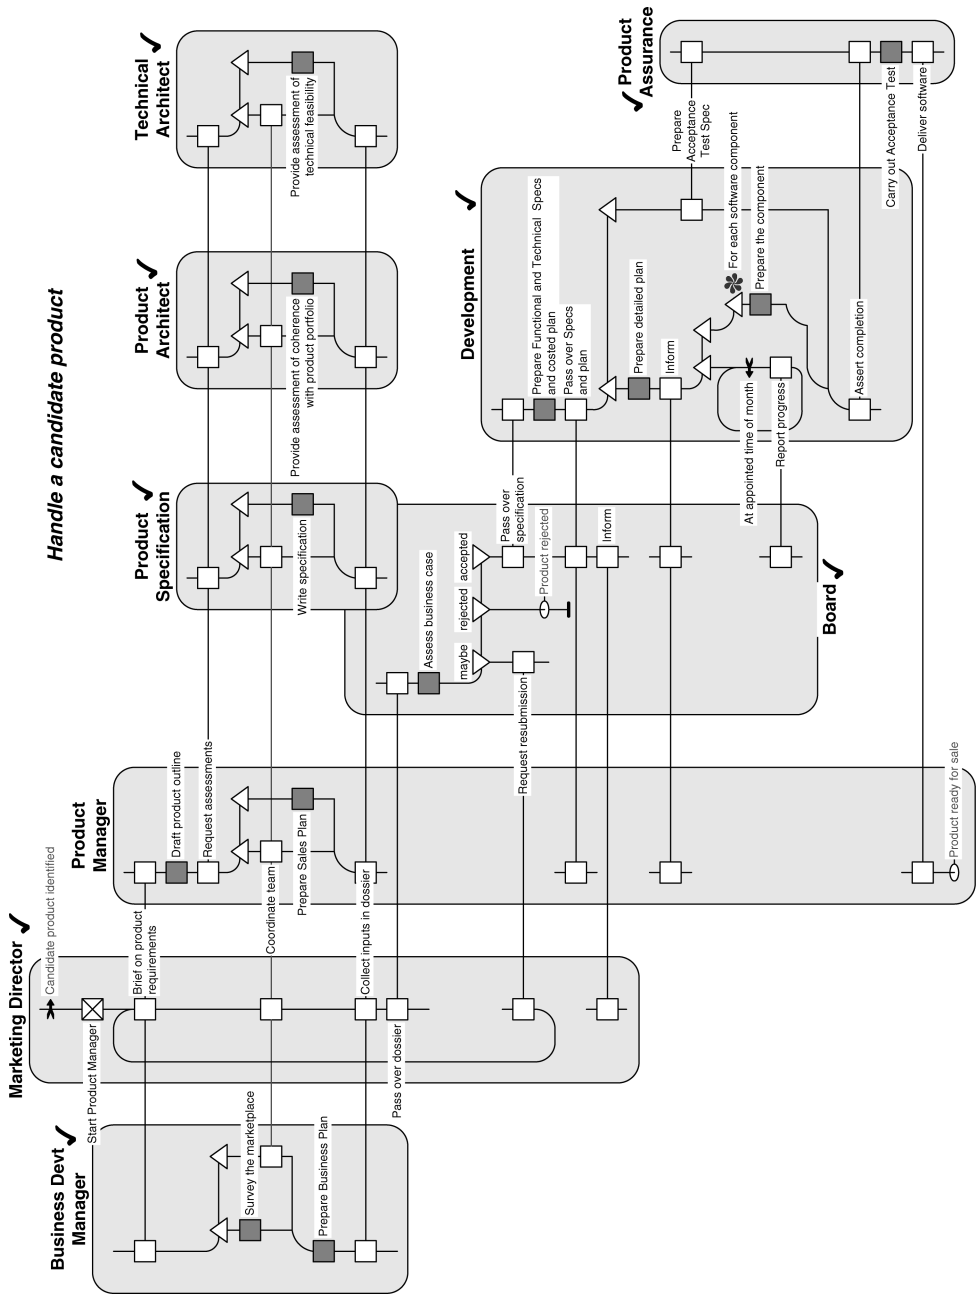 Handle a candidate product
Business Devt
Manager
Survey the marketplace
Prepare Business Plan
Marketing Director
Candidate product identified
Start Product Manager
Brief on product
requirements
Coordinate team
Collect inputs in dossier
Pass over dossier
Product
Manager
Draft product outline
Request assessments
Prepare Sales Plan
Request resubmission
Product ready for sale
Product
Specification
Write specification
Board
Assess business case
maybe
rejected
accepted
Pass over
specification
Product rejected
Inform
Product
Architect
Provide assessment of coherence
with product portfolio
Development
Prepare Functional and Technical Specs
and costed plan
Pass over Specs
and plan
Prepare detailed plan
Inform
At appointed time of month
Report progress
For each software component
Prepare the component
Assert completion
Technical
Architect
Provide assessment of
technical feasibility
Product
Assurance
Prepare
Acceptance
Test Spec
Carry out Acceptance Test
Deliver software